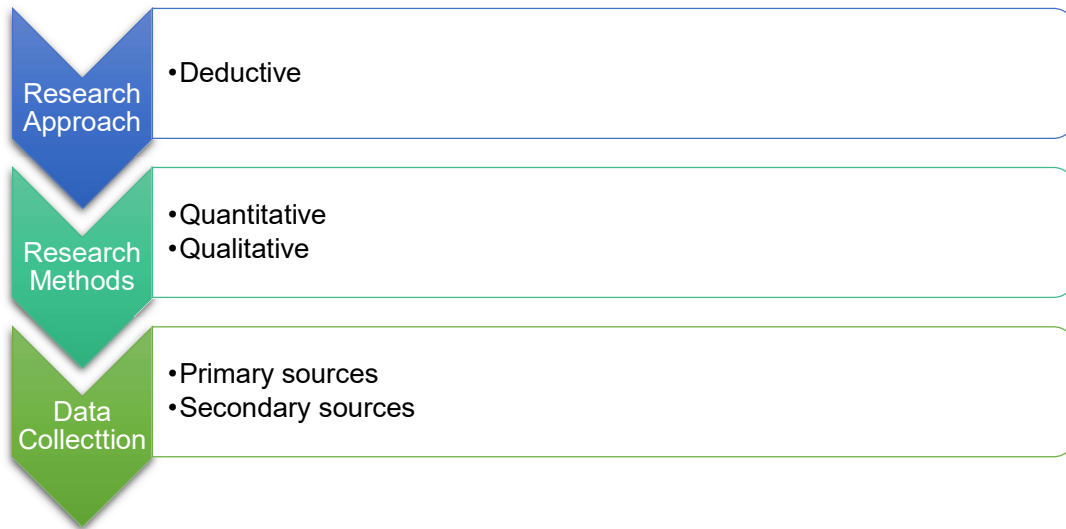 Research
Approach
•Deductive
Research
Methods
•Quantitative
•Qualitative
Data
Collecttion
•Primary sources
•Secondary sources